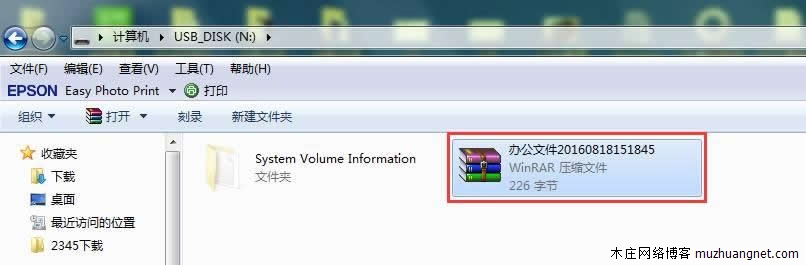 计算机 ▸ USB_DISK (N:) ▸
文件(F) 编辑(E) 查看(V) 工具(T) 帮助(H)
EPSON Easy Photo Print 打印
组织 打开 刻录 新建文件夹
收藏夹
下载
桌面
最近访问的位置
2345下载
System Volume Information
文件夹
办公文件20160818151845
WinRAR 压缩文件
226 字节
木庄网络博客 muzhuangnet.com